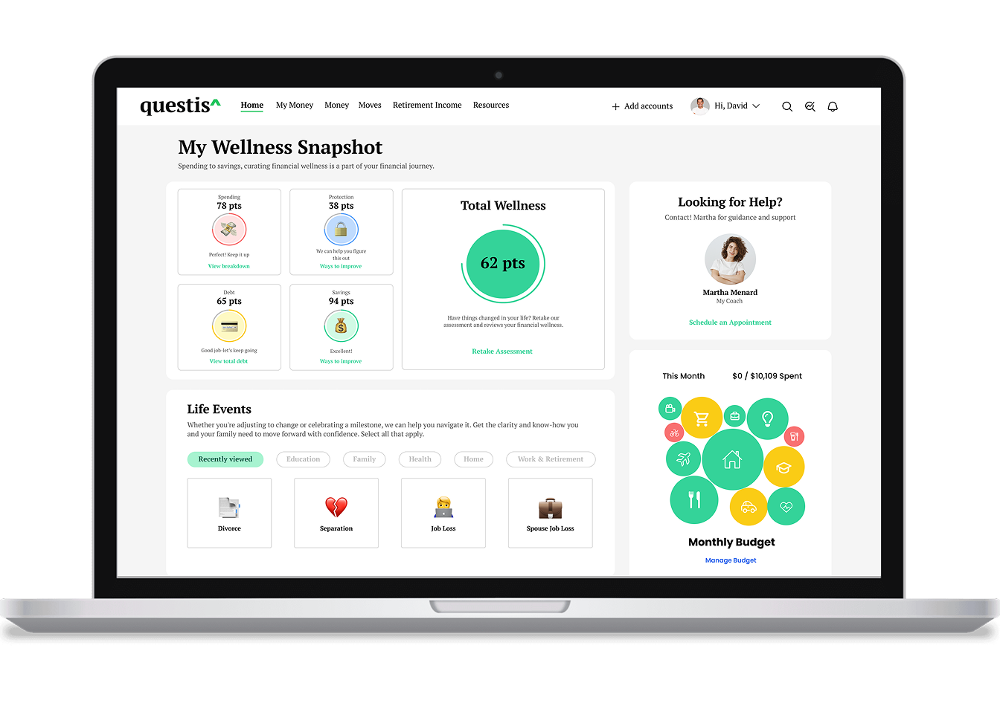 questis
Home
My Money
Money
Moves
Retirement Income
Resources
+ Add accounts
Hi, David
My Wellness Snapshot
Spending to savings, curating financial wellness is a part of your financial journey.
Spending
78 pts
Perfect! Keep it up
View breakdown
Protection
38 pts
We can help you figure
this out
Ways to improve
Debt
65 pts
Good job-let's keep going
View total debt
Savings
94 pts
$
Excellent!
Ways to improve
Total Wellness
62 pts
Have things changed in your life? Retake our
assessment and reviews your financial wellness.
Retake Assessment
Looking for Help?
Contact! Martha for guidance and support
Martha Menard
My Coach
Schedule an Appointment
Life Events
Whether you're adjusting to change or celebrating a milestone, we can help you navigate it. Get the clarity and know-how you
and your family need to move forward with confidence. Select all that apply.
Recently viewed
Education
Family
Health
Home
Work & Retirement
Divorce
Separation
Job Loss
Spouse Job Loss
This Month
$0 / $10,109 Spent
Monthly Budget
Manage Budget